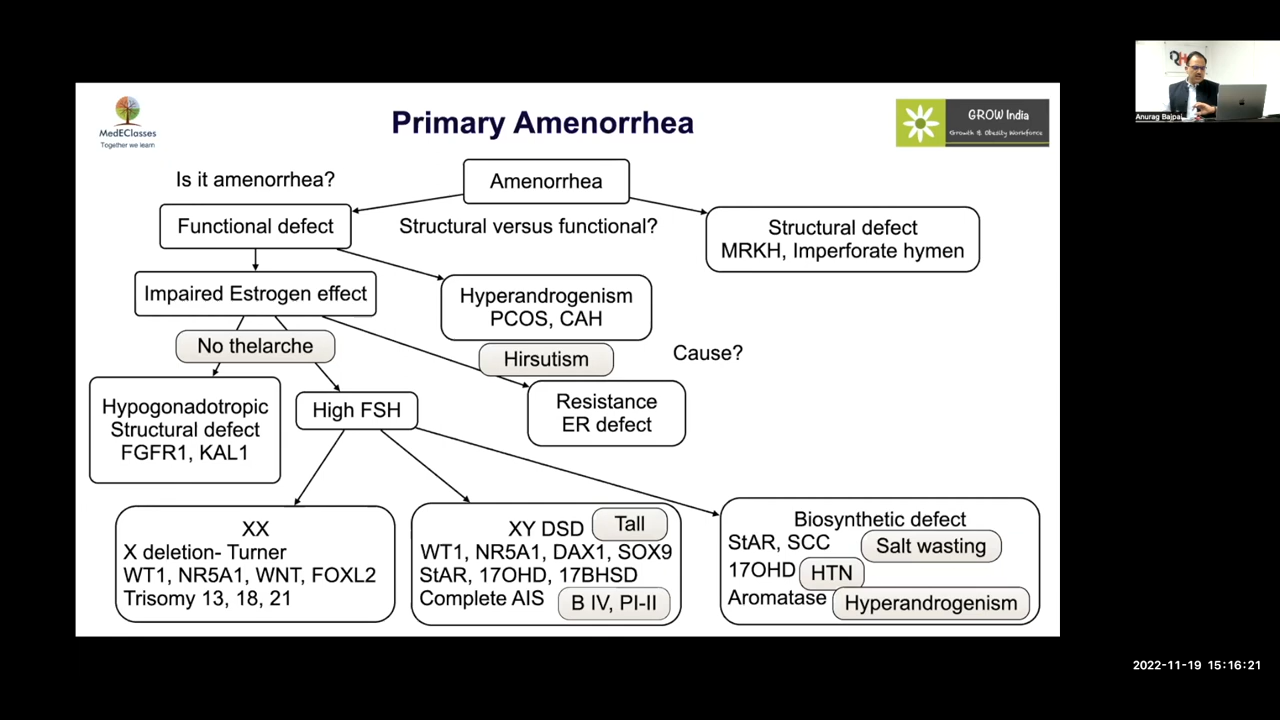 MedEClasses
Together we learn
Primary Amenorrhea
GROW India
Growth & Obesity Workforce
Anurag Bajpai
Is it amenorrhea?
Amenorrhea
Functional defect
Structural versus functional?
Structural defect
MRKH, Imperforate hymen
Impaired Estrogen effect
Hyperandrogenism
PCOS, CAH
No thelarche
Hirsutism
Cause?
Hypogonadotropic
Structural defect
FGFR1, KAL1
High FSH
Resistance
ER defect
XX
X deletion- Turner
WT1, NR5A1, WNT, FOXL2
Trisomy 13, 18, 21
XY DSD
Tall
WT1, NR5A1, DAX1, SOX9
StAR, 17OHD, 17BHSD
Complete AIS
B IV, PI-II
Biosynthetic defect
StAR, SCC
Salt wasting
17OHD
HTN
Aromatase
Hyperandrogenism
2022-11-19 15:16:21